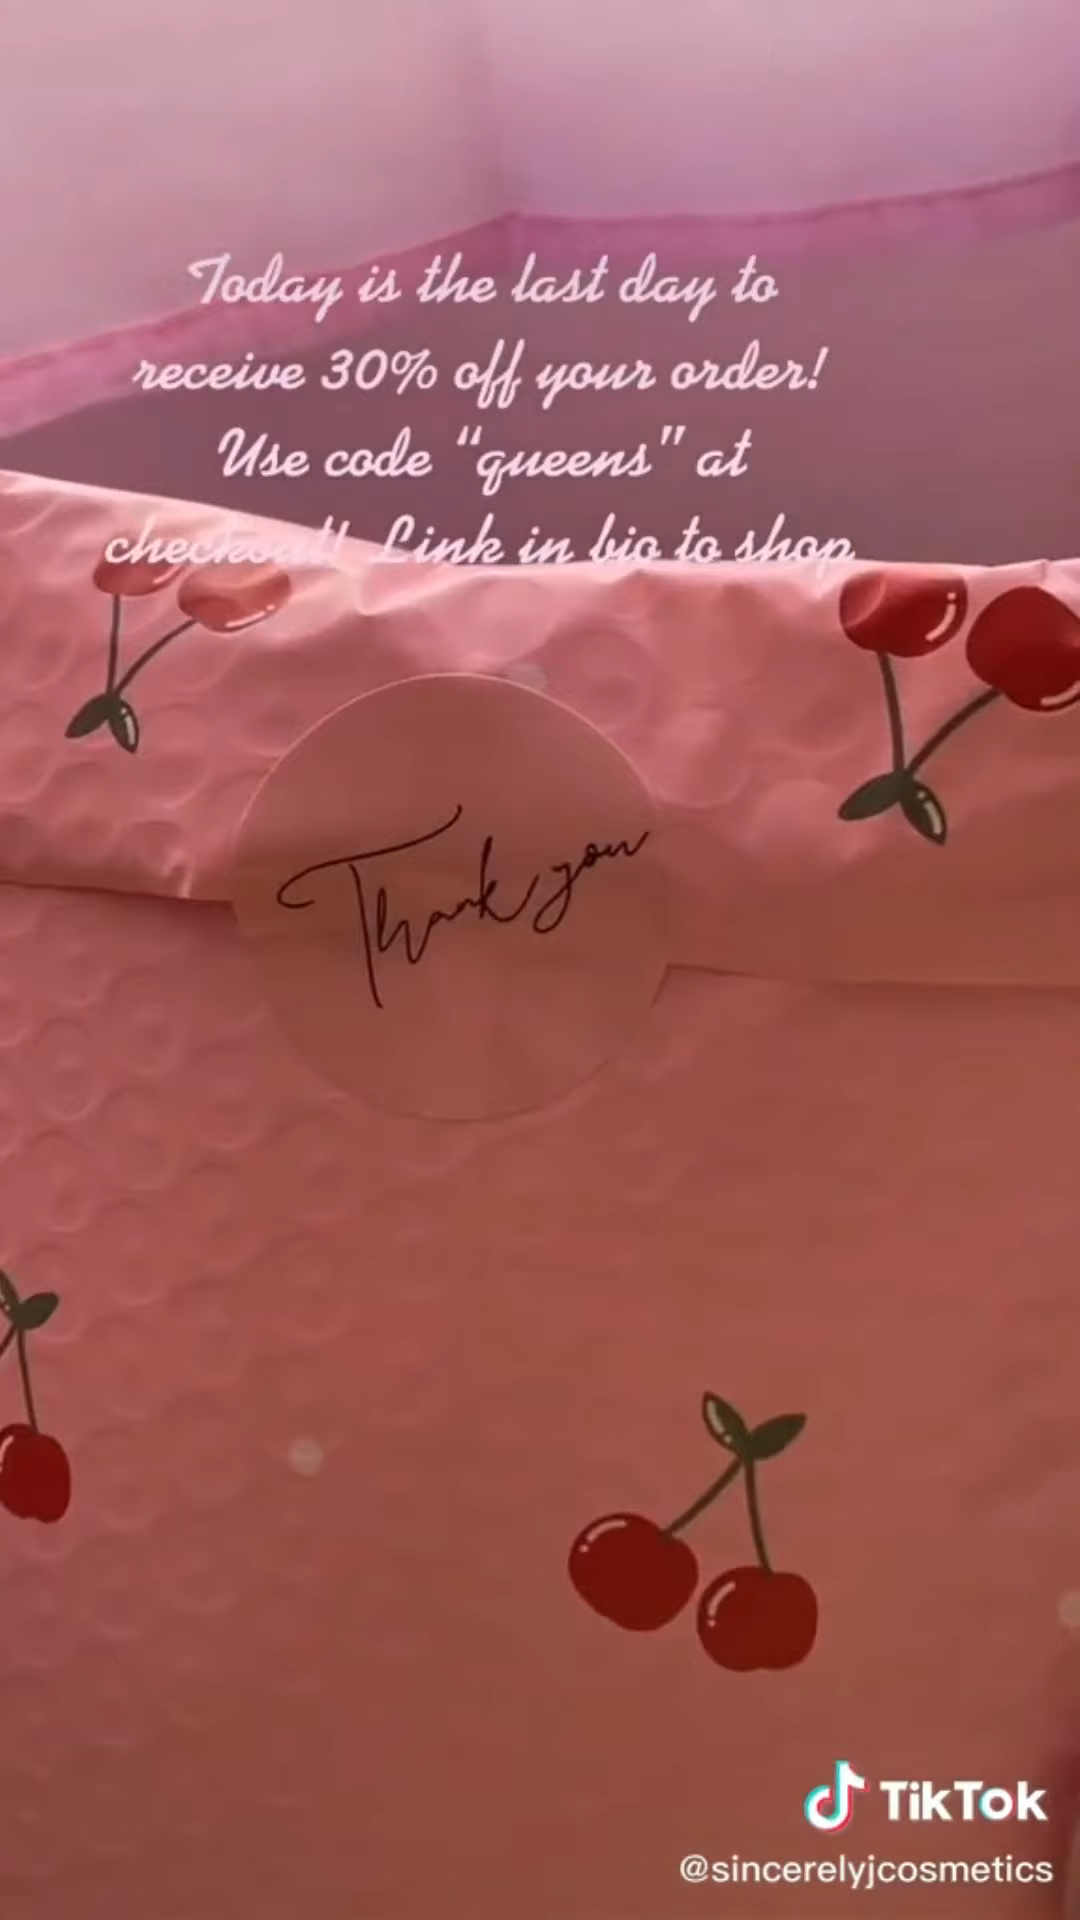 Today is the last day to
receive 30% off your order!
Use code “queens” at
checkout! Link in bio to shop
Thank you
TikTok
@sincerelyjcosmetics